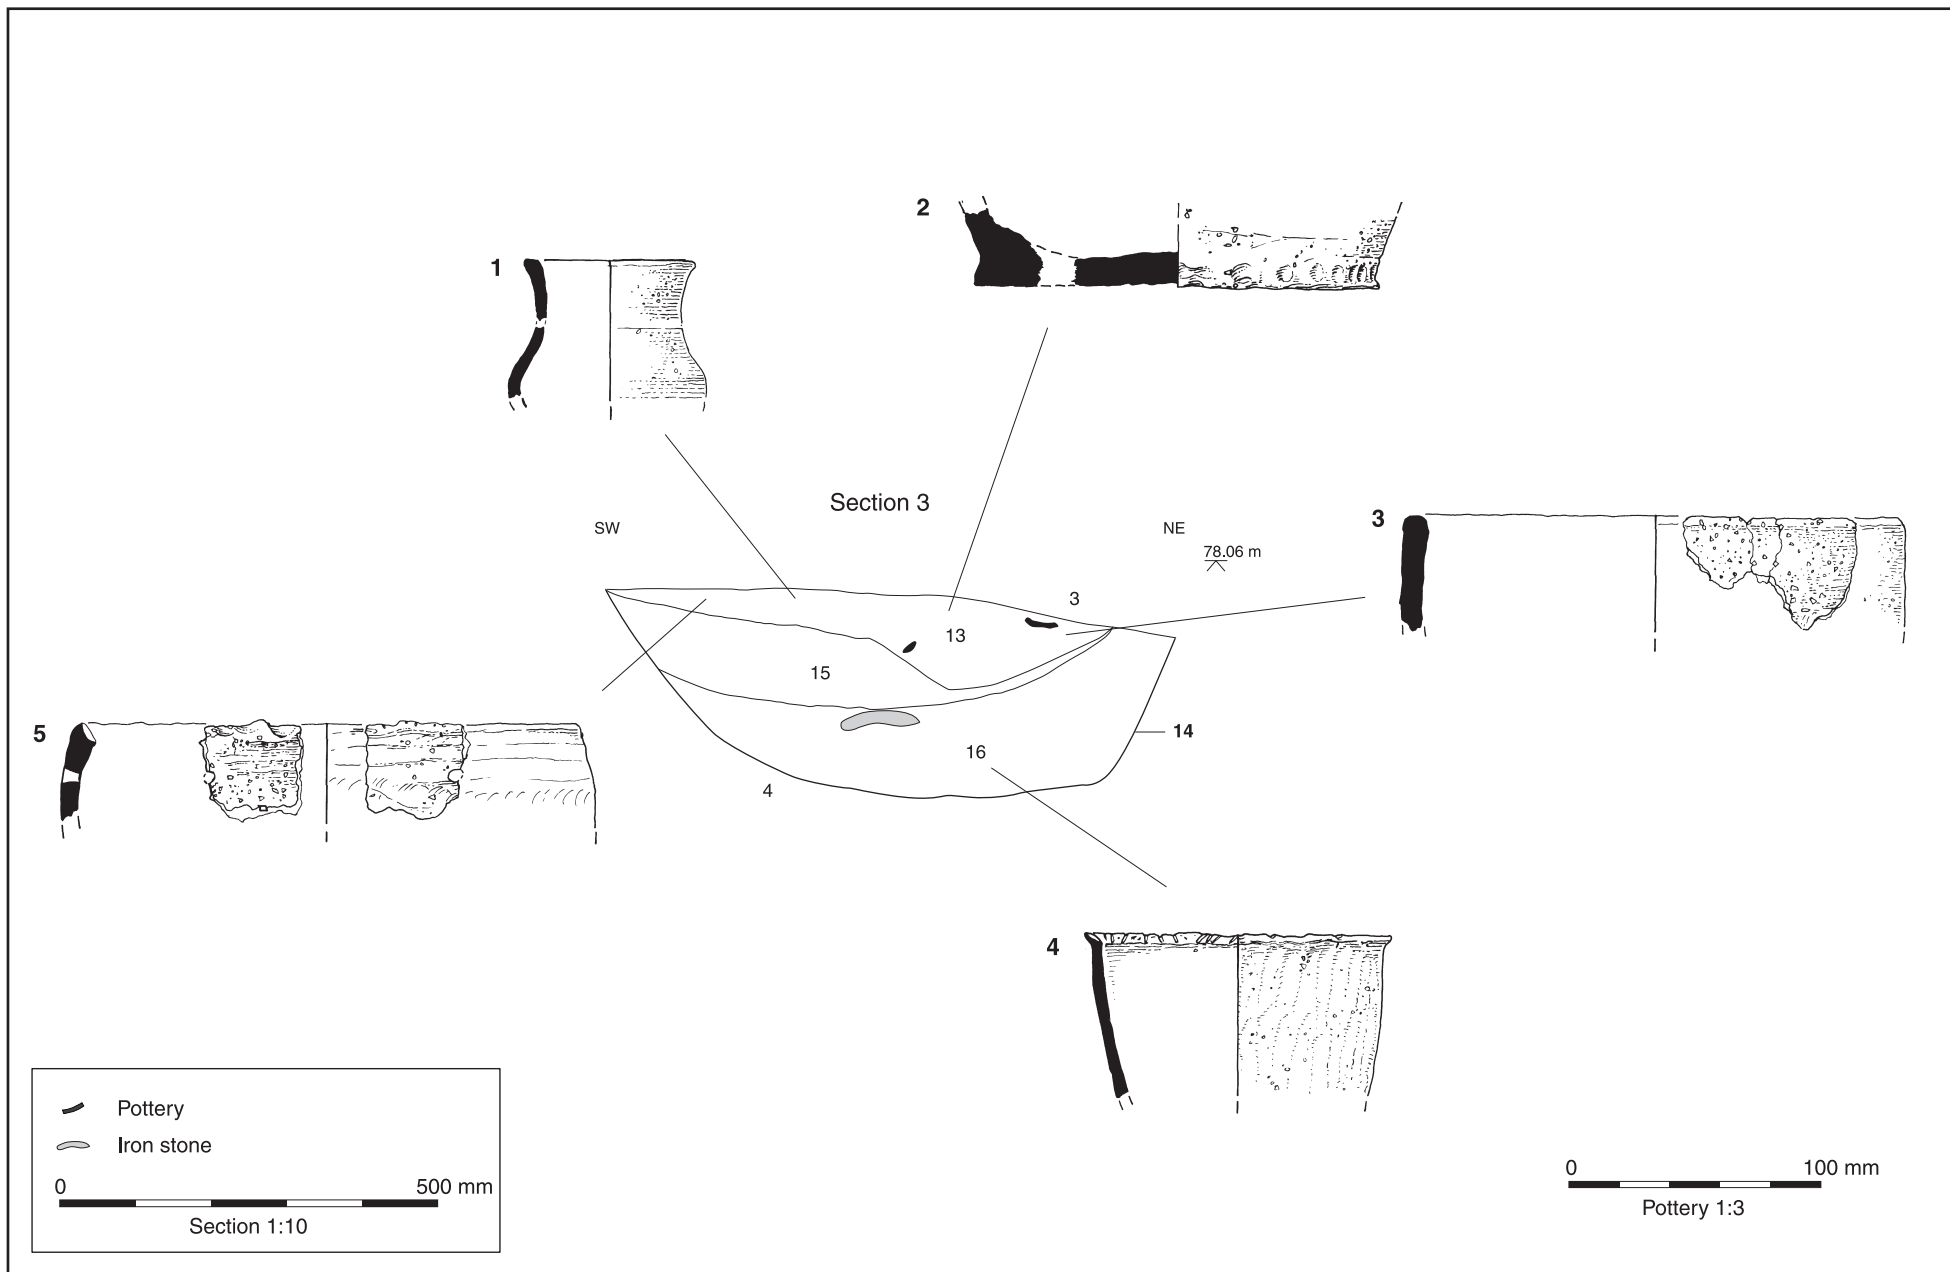 2
1
Section 3
SW
NE
78.06 m
3
3
13
15
5
14
16
4
4
Pottery
Iron stone
0 500 mm
Section 1:10
0 100 mm
Pottery 1:3